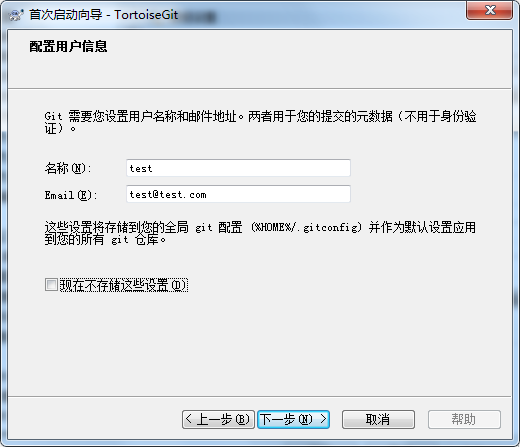 首次启动向导 - TortoiseGit
配置用户信息
Git 需要您设置用户名称和邮件地址。两者用于您的提交的元数据（不用于身份验
证）。
名称(N): test
Email(E): test@test.com
这些设置将存储到您的全局 git 配置 (%HOME%/.gitconfig) 并作为默认设置应用
到您的所有 git 仓库。
现在不存储这些设置(D)
< 上一步(B) 下一步(N) > 取消 帮助